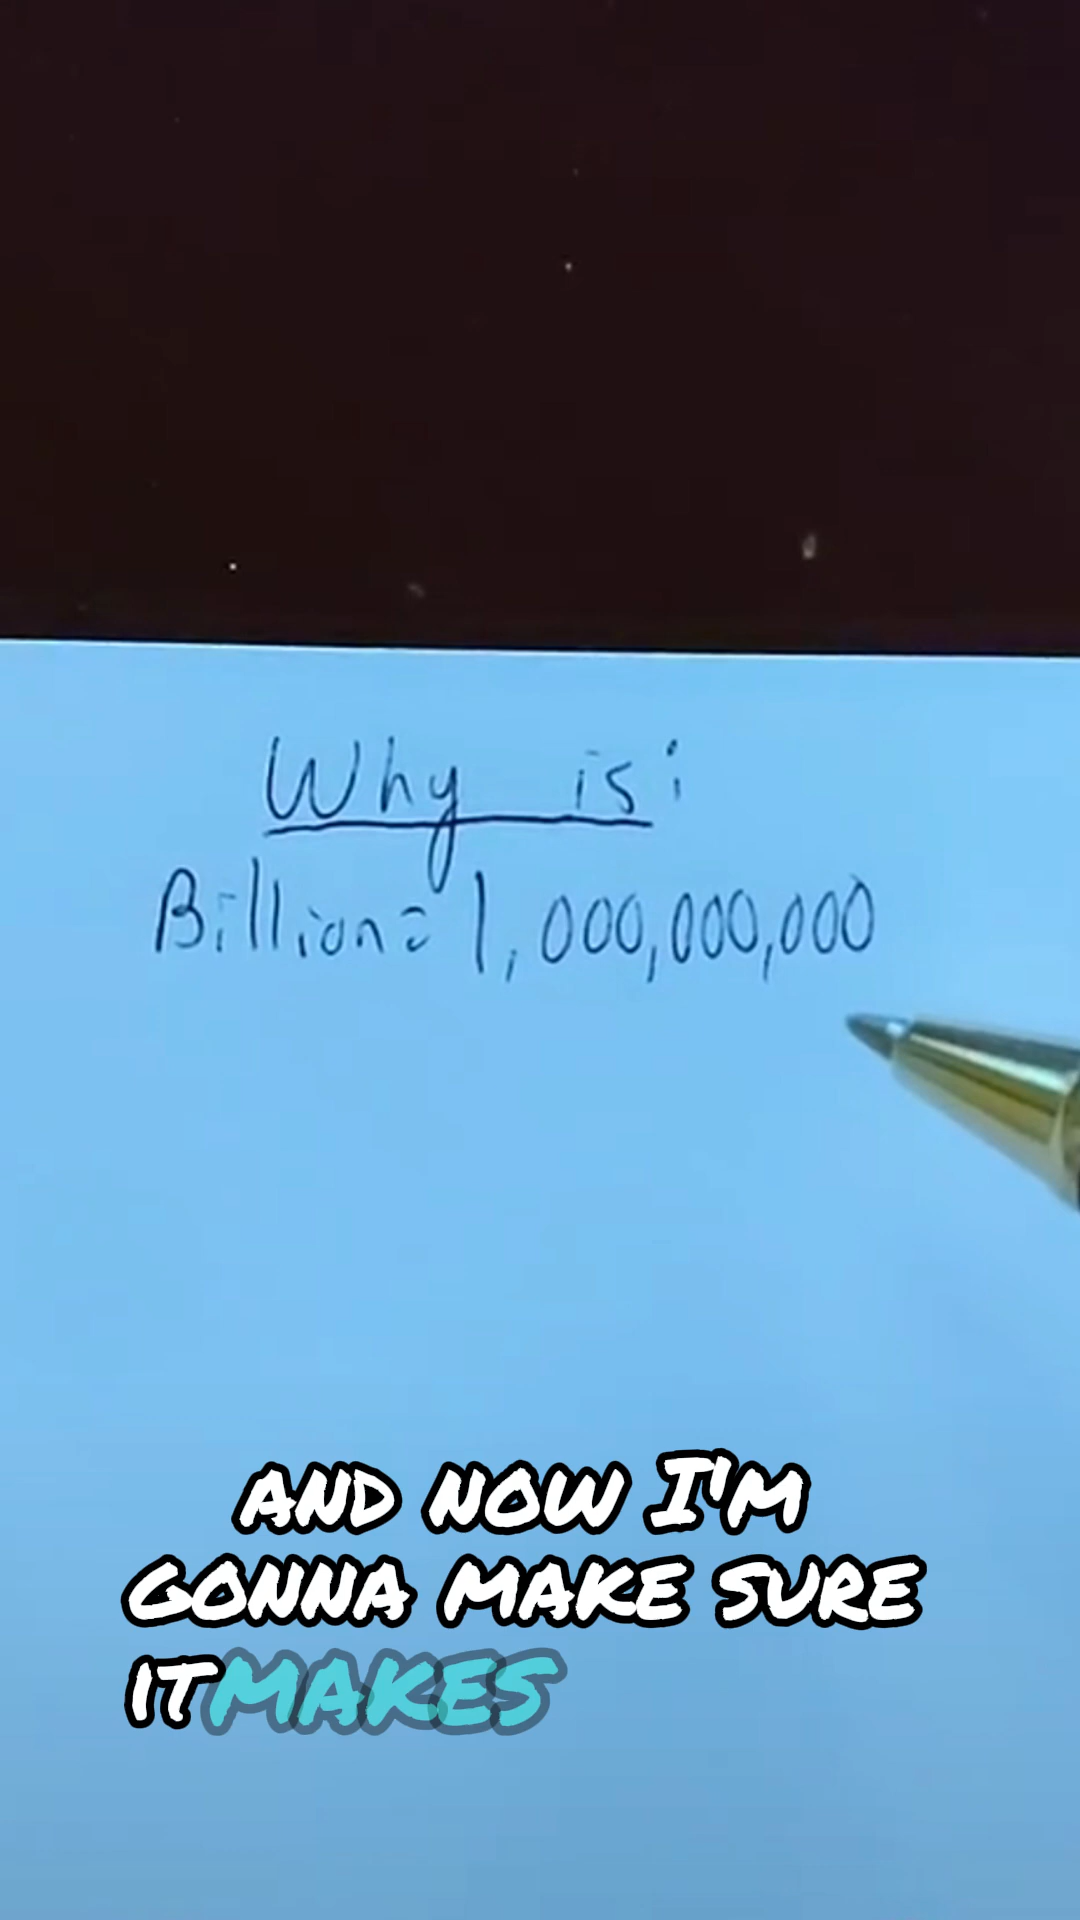 Why is:
Billion = 1,000,000,000
AND NOW I'M
GONNA MAKE SURE
IT MAKES